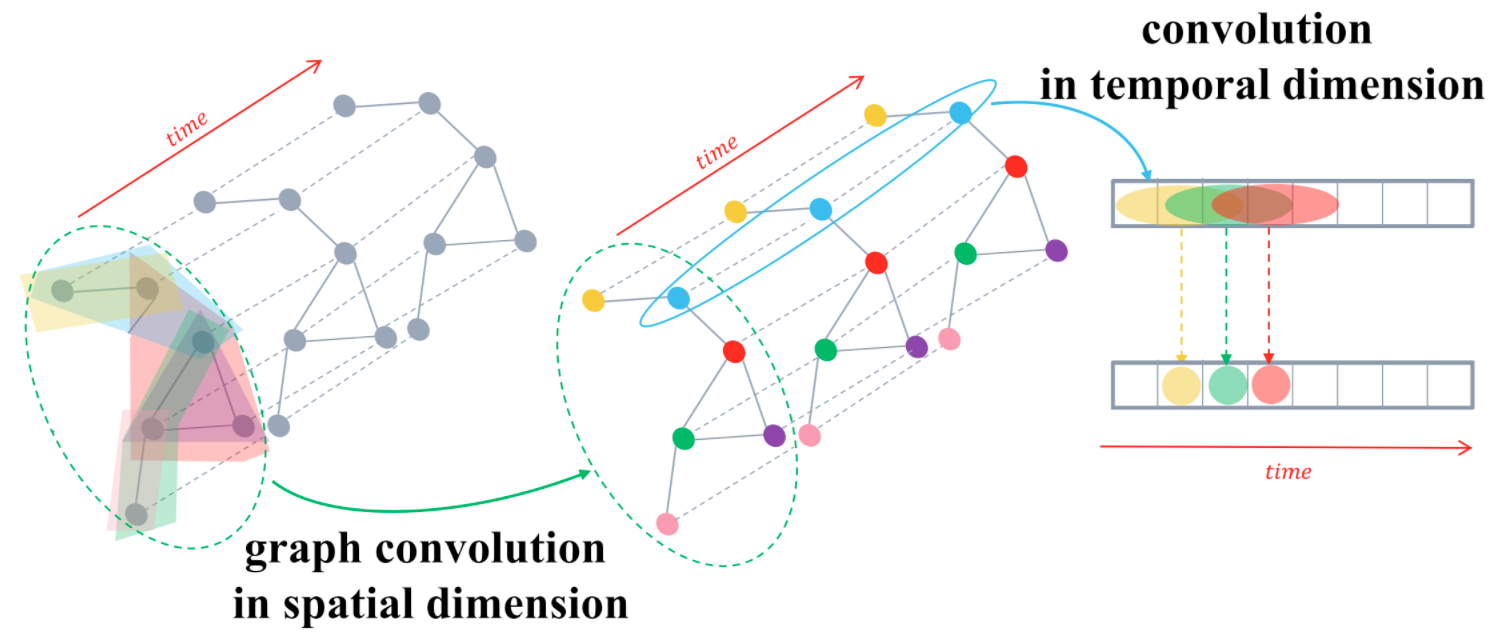 time
graph convolution
in spatial dimension
time
convolution
in temporal dimension
time